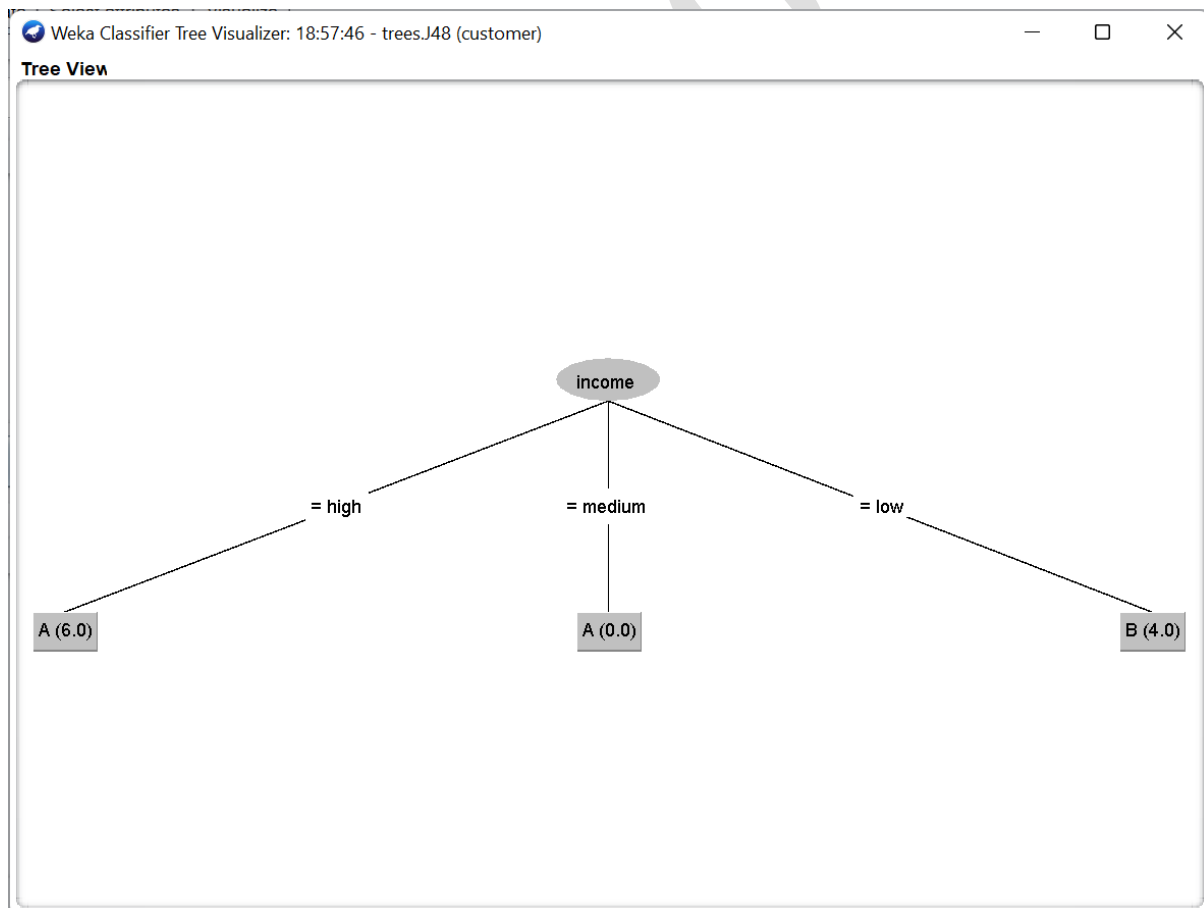 Weka Classifier Tree Visualizer: 18:57:46 - trees.J48 (customer)
Tree View
income
= high
= medium
= low
A (6.0)
A (0.0)
B (4.0)